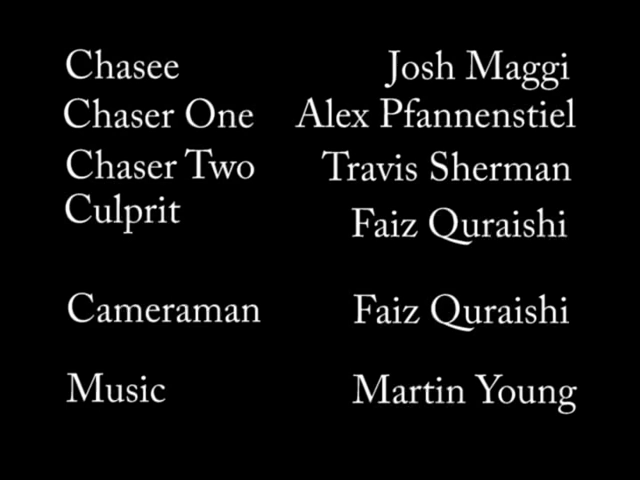 Chasee Josh Maggi
Chaser One Alex Pfannenstiel
Chaser Two Travis Sherman
Culprit Faiz Quraishi
Cameraman Faiz Quraishi
Music Martin Young